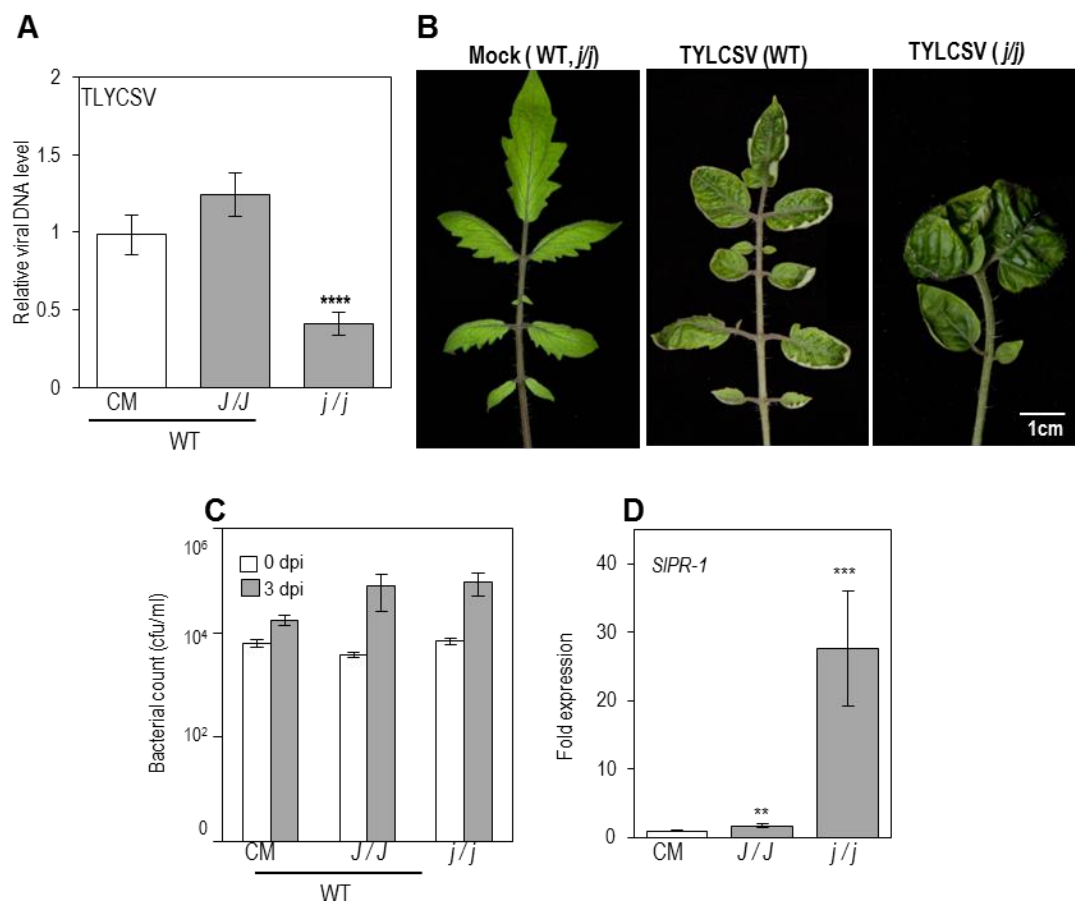 A
2
1.5
1
0.5
0
Relative viral DNA level
TLYCSV
****
CM
J/J
j/j
WT
B
Mock ( WT, j/j)
TYLCSV (WT)
TYLCSV ( j/j)
1cm
C
10⁶
10⁴
10²
0
Bacterial count (cfu/ml)
0 dpi
3 dpi
CM
J/J
j/j
WT
D
40
30
20
10
0
Fold expression
SlPR-1
**
***
CM
J/J
j/j